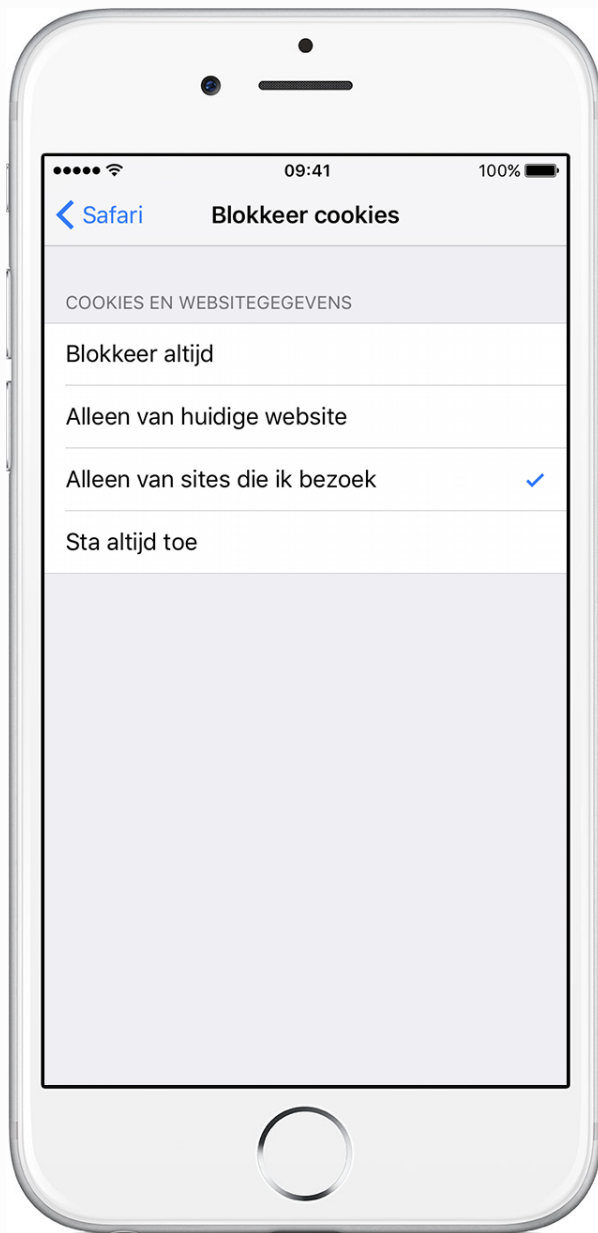 09:41
100%
Safari
Blokkeer cookies
COOKIES EN WEBSITEGEGEVENS
Blokkeer altijd
Alleen van huidige website
Alleen van sites die ik bezoek
Sta altijd toe